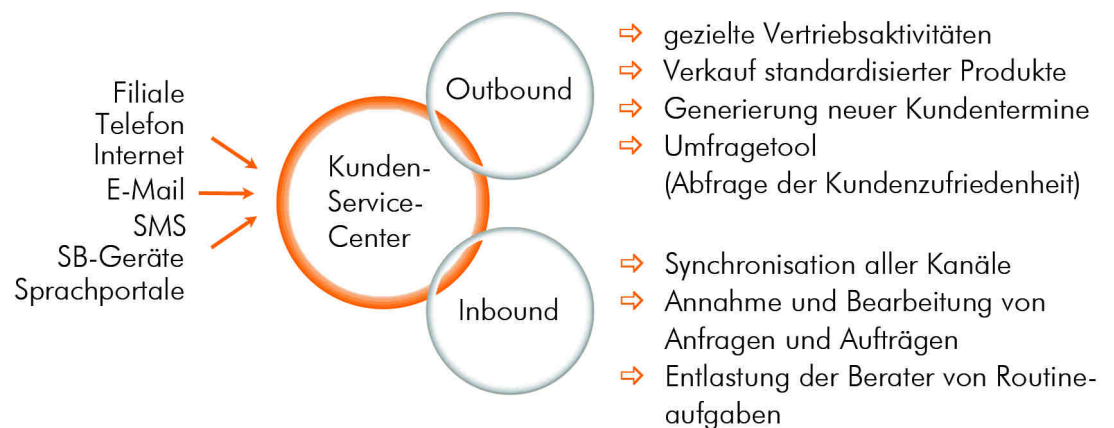 Filiale
Telefon
Internet
E-Mail
SMS
SB-Geräte
Sprachportale
Kunden-
Service-
Center
Outbound
gezielte Vertriebsaktivitäten
Verkauf standardisierter Produkte
Generierung neuer Kundentermine
Umfragetool
(Abfrage der Kundenzufriedenheit)
Inbound
Synchronisation aller Kanäle
Annahme und Bearbeitung von
Anfragen und Aufträgen
Entlastung der Berater von Routine-
aufgaben